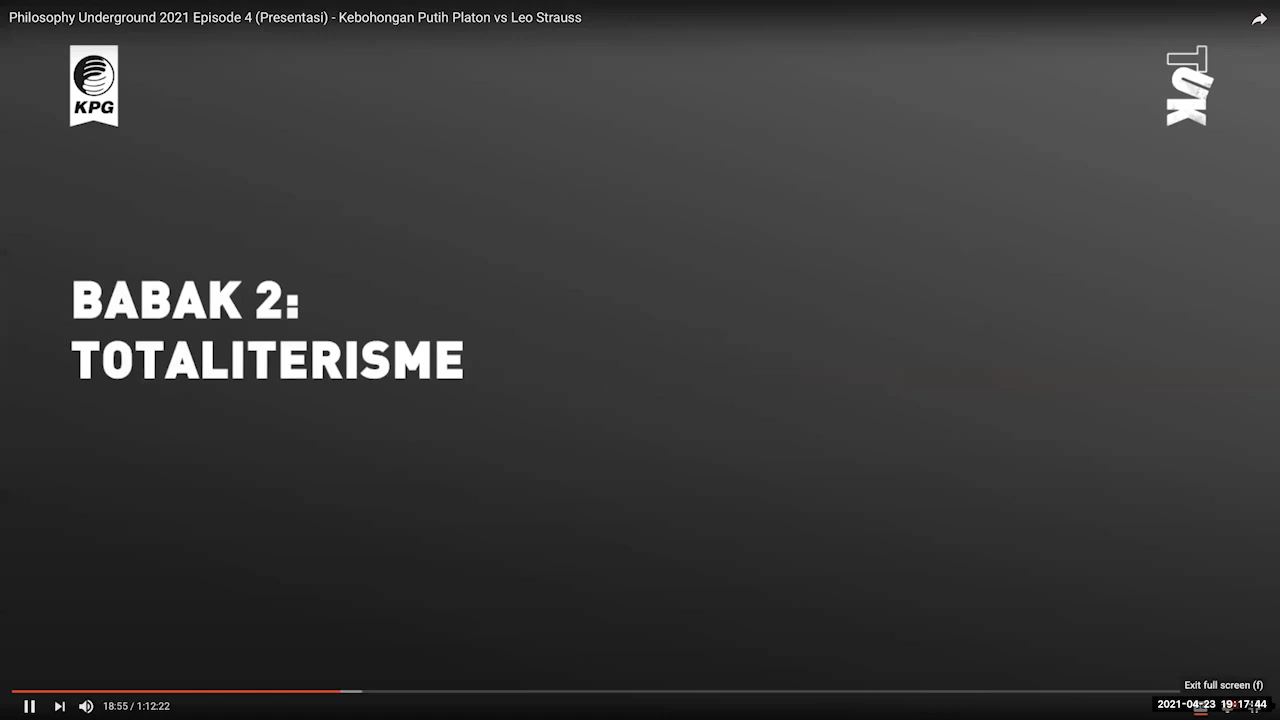 Philosophy Underground 2021 Episode 4 (Presentasi) - Kebohongan Putih Platon vs Leo Strauss
KPG
TUK
BABAK 2:
TOTALITERISME
Exit full screen (f)
18:55 / 1:12:22
2021-04-23 19:17:44